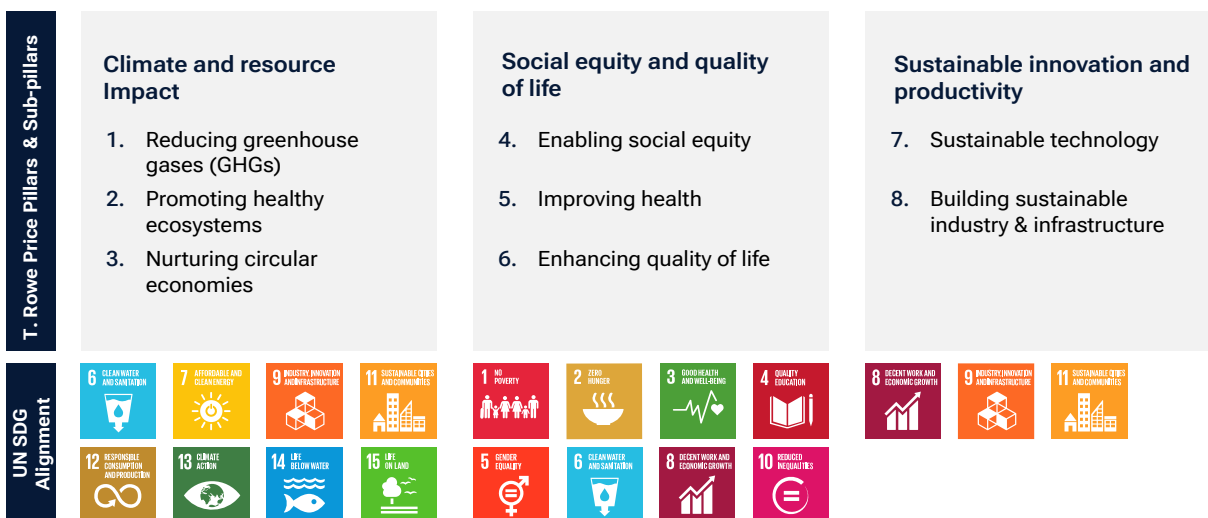 T. Rowe Price Pillars & Sub-pillars
Climate and resource
Impact
1. Reducing greenhouse
gases (GHGs)
2. Promoting healthy
ecosystems
3. Nurturing circular
economies
Social equity and quality
of life
4. Enabling social equity
5. Improving health
6. Enhancing quality of life
Sustainable innovation and
productivity
7. Sustainable technology
8. Building sustainable
industry & infrastructure
UN SDG
Alignment
6 CLEAN WATER
AND SANITATION
7 AFFORDABLE AND
CLEAN ENERGY
9 INDUSTRY, INNOVATION
AND INFRASTRUCTURE
11 SUSTAINABLE CITIES
AND COMMUNITIES
12 RESPONSIBLE
CONSUMPTION
AND PRODUCTION
13 CLIMATE
ACTION
14 LIFE
BELOW WATER
15 LIFE
ON LAND
1 NO
POVERTY
2 ZERO
HUNGER
3 GOOD HEALTH
AND WELL-BEING
4 QUALITY
EDUCATION
5 GENDER
EQUALITY
6 CLEAN WATER
AND SANITATION
8 DECENT WORK AND
ECONOMIC GROWTH
10 REDUCED
INEQUALITIES
8 DECENT WORK AND
ECONOMIC GROWTH
9 INDUSTRY, INNOVATION
AND INFRASTRUCTURE
11 SUSTAINABLE CITIES
AND COMMUNITIES